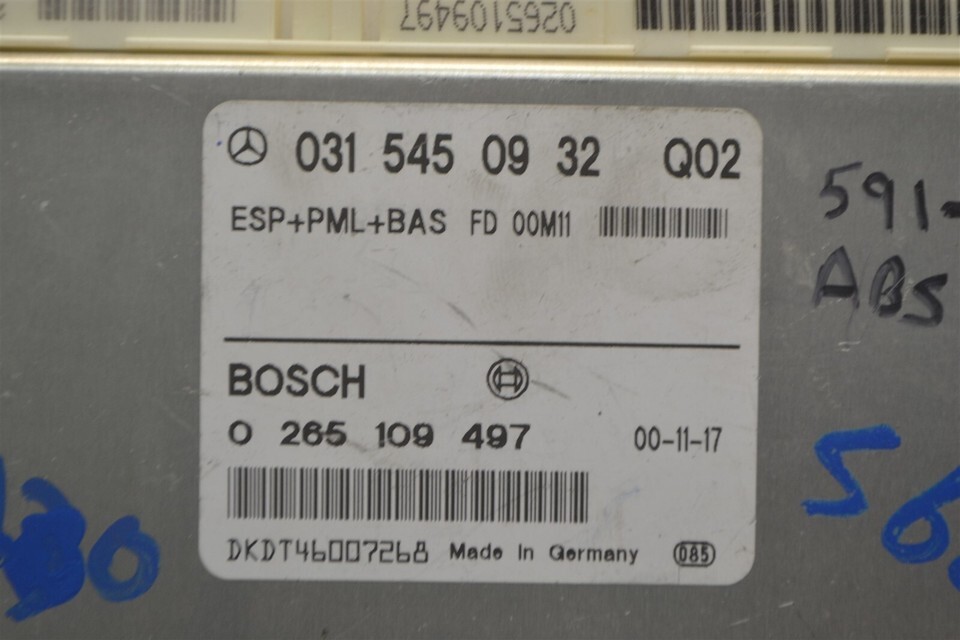 0265109497
031 545 09 32 Q02
ESP+PML+BAS FD 00M11
591-
ABS
BOSCH
0 265 109 497 00-11-17
DKDT46007268 Made In Germany 085